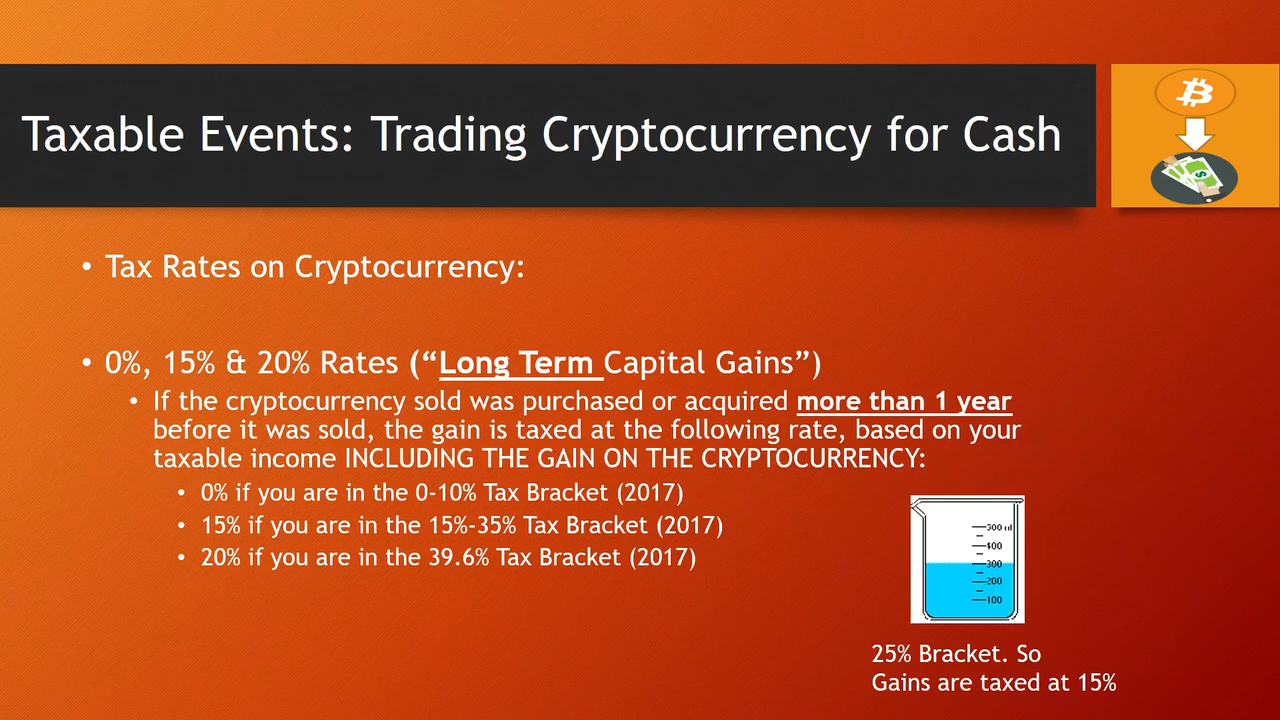 Taxable Events: Trading Cryptocurrency for Cash
• Tax Rates on Cryptocurrency:
• 0%, 15% & 20% Rates (“Long Term Capital Gains”)
• If the cryptocurrency sold was purchased or acquired more than 1 year
before it was sold, the gain is taxed at the following rate, based on your
taxable income INCLUDING THE GAIN ON THE CRYPTOCURRENCY:
• 0% if you are in the 0-10% Tax Bracket (2017)
• 15% if you are in the 15%-35% Tax Bracket (2017)
• 20% if you are in the 39.6% Tax Bracket (2017)
500 ml
400
300
200
100
25% Bracket. So
Gains are taxed at 15%